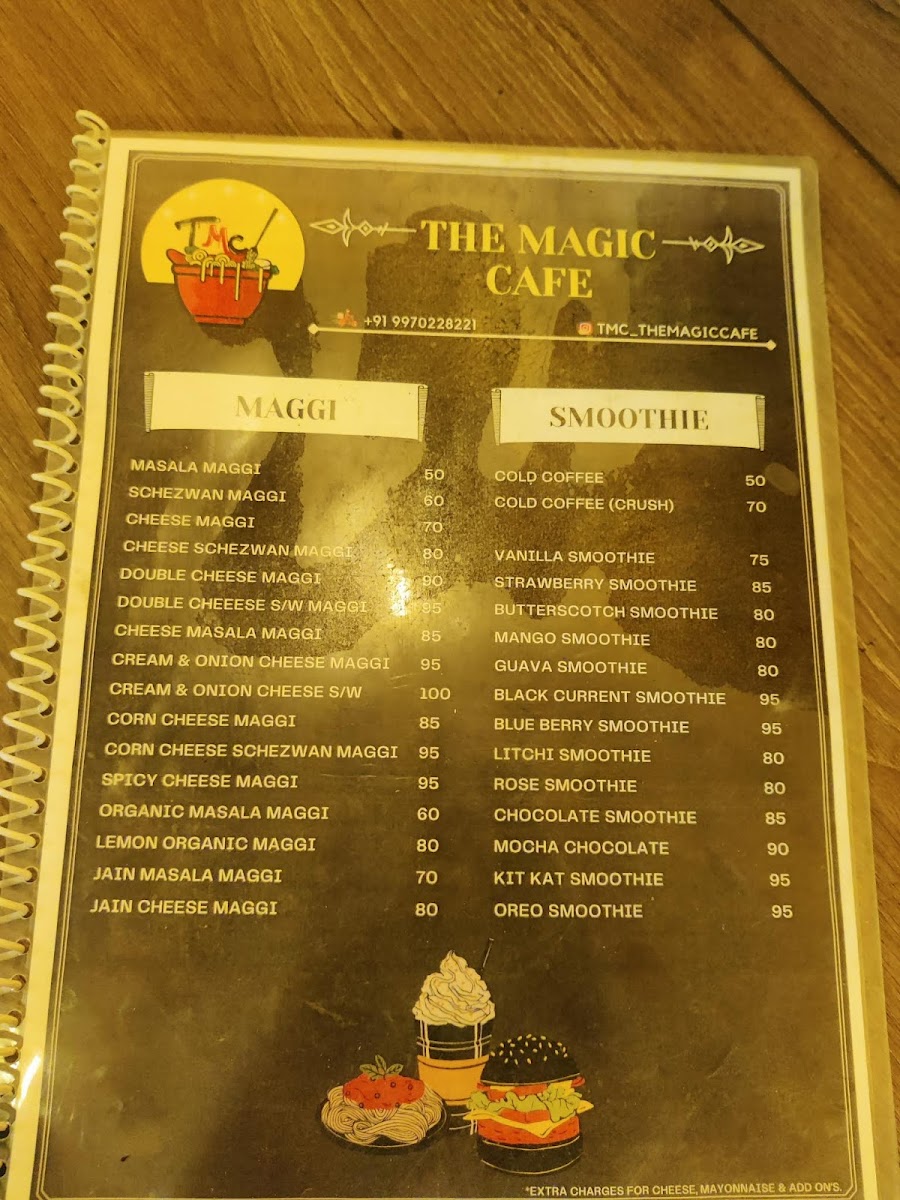 TMC
THE MAGIC
CAFE
+91 9970228221
TMC_THEMAGICCAFE
MAGGI
MASALA MAGGI 50
SCHEZWAN MAGGI 60
CHEESE MAGGI 70
CHEESE SCHEZWAN MAGGI 80
DOUBLE CHEESE MAGGI 90
DOUBLE CHEEESE S/W MAGGI 95
CHEESE MASALA MAGGI 85
CREAM & ONION CHEESE MAGGI 95
CREAM & ONION CHEESE S/W 100
CORN CHEESE MAGGI 85
CORN CHEESE SCHEZWAN MAGGI 95
SPICY CHEESE MAGGI 95
ORGANIC MASALA MAGGI 60
LEMON ORGANIC MAGGI 80
JAIN MASALA MAGGI 70
JAIN CHEESE MAGGI 80
SMOOTHIE
COLD COFFEE 50
COLD COFFEE (CRUSH) 70
VANILLA SMOOTHIE 75
STRAWBERRY SMOOTHIE 85
BUTTERSCOTCH SMOOTHIE 80
MANGO SMOOTHIE 80
GUAVA SMOOTHIE 80
BLACK CURRENT SMOOTHIE 95
BLUE BERRY SMOOTHIE 95
LITCHI SMOOTHIE 80
ROSE SMOOTHIE 80
CHOCOLATE SMOOTHIE 85
MOCHA CHOCOLATE 90
KIT KAT SMOOTHIE 95
OREO SMOOTHIE 95
*EXTRA CHARGES FOR CHEESE, MAYONNAISE & ADD ON'S.